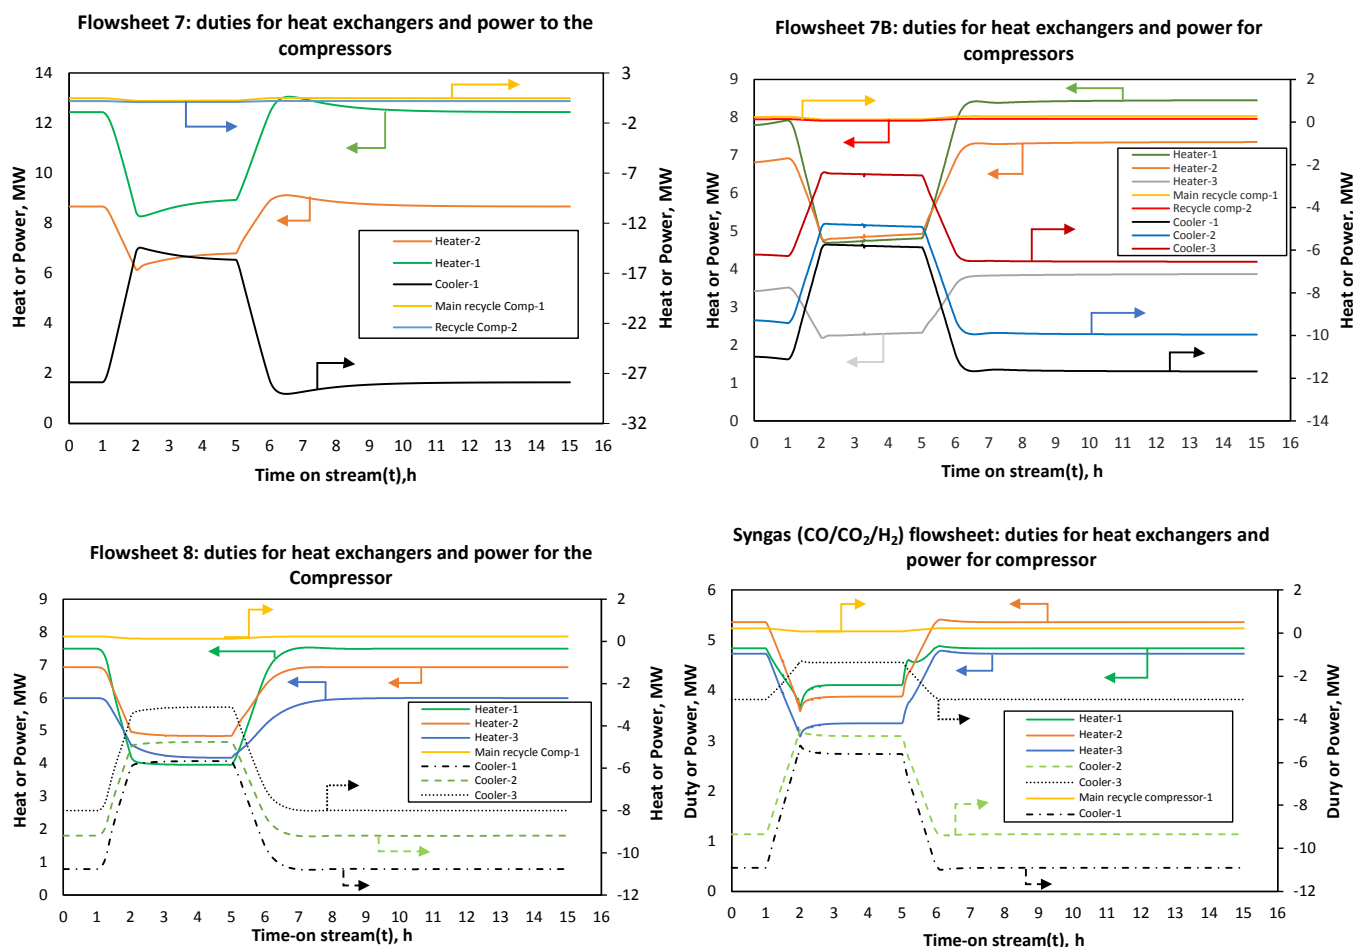 Flowsheet 7: duties for heat exchangers and power to the
compressors
14
12
10
8
6
4
2
0
Heat or Power, MW
3
-2
-7
-12
-17
-22
-27
-32
Heat or Power, MW
Heater-2
Heater-1
Cooler-1
Main recycle Comp-1
Recycle Comp-2
0 1 2 3 4 5 6 7 8 9 10 11 12 13 14 15 16
Time on stream(t),h
Flowsheet 7B: duties for heat exchangers and power for
compressors
9
8
7
6
5
4
3
2
1
0
Heat or Power, MW
2
0
-2
-4
-6
-8
-10
-12
-14
Heat or Power, MW
Heater-1
Heater-2
Heater-3
Main recycle comp-1
Recycle comp-2
Cooler -1
Cooler-2
Cooler-3
0 1 2 3 4 5 6 7 8 9 10 11 12 13 14 15 16
Time on stream(t), h
Flowsheet 8: duties for heat exchangers and power for the
Compressor
9
8
7
6
5
4
3
2
1
0
Heat or Power, MW
2
0
-2
-4
-6
-8
-10
-12
Heat or Power, MW
Heater-1
Heater-2
Heater-3
Main recycle Comp-1
Cooler-1
Cooler-2
Cooler-3
0 1 2 3 4 5 6 7 8 9 10 11 12 13 14 15 16
Time-on stream(t), h
Syngas (CO/CO₂/H₂) flowsheet: duties for heat exchangers and
power for compressor
6
5
4
3
2
1
0
Duty or Power, MW
2
0
-2
-4
-6
-8
-10
-12
Dury or Power, MW
Heater-1
Heater-2
Heater-3
Cooler-2
Cooler-3
Main recycle compressor-1
Cooler-1
0 1 2 3 4 5 6 7 8 9 10 11 12 13 14 15 16
Time-on stream(t), h